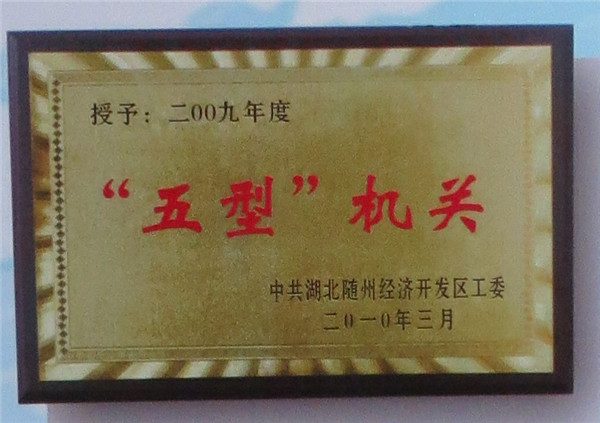 授予：二00九年度
“五型”机关
中共湖北随州经济开发区工委
二0一0年三月